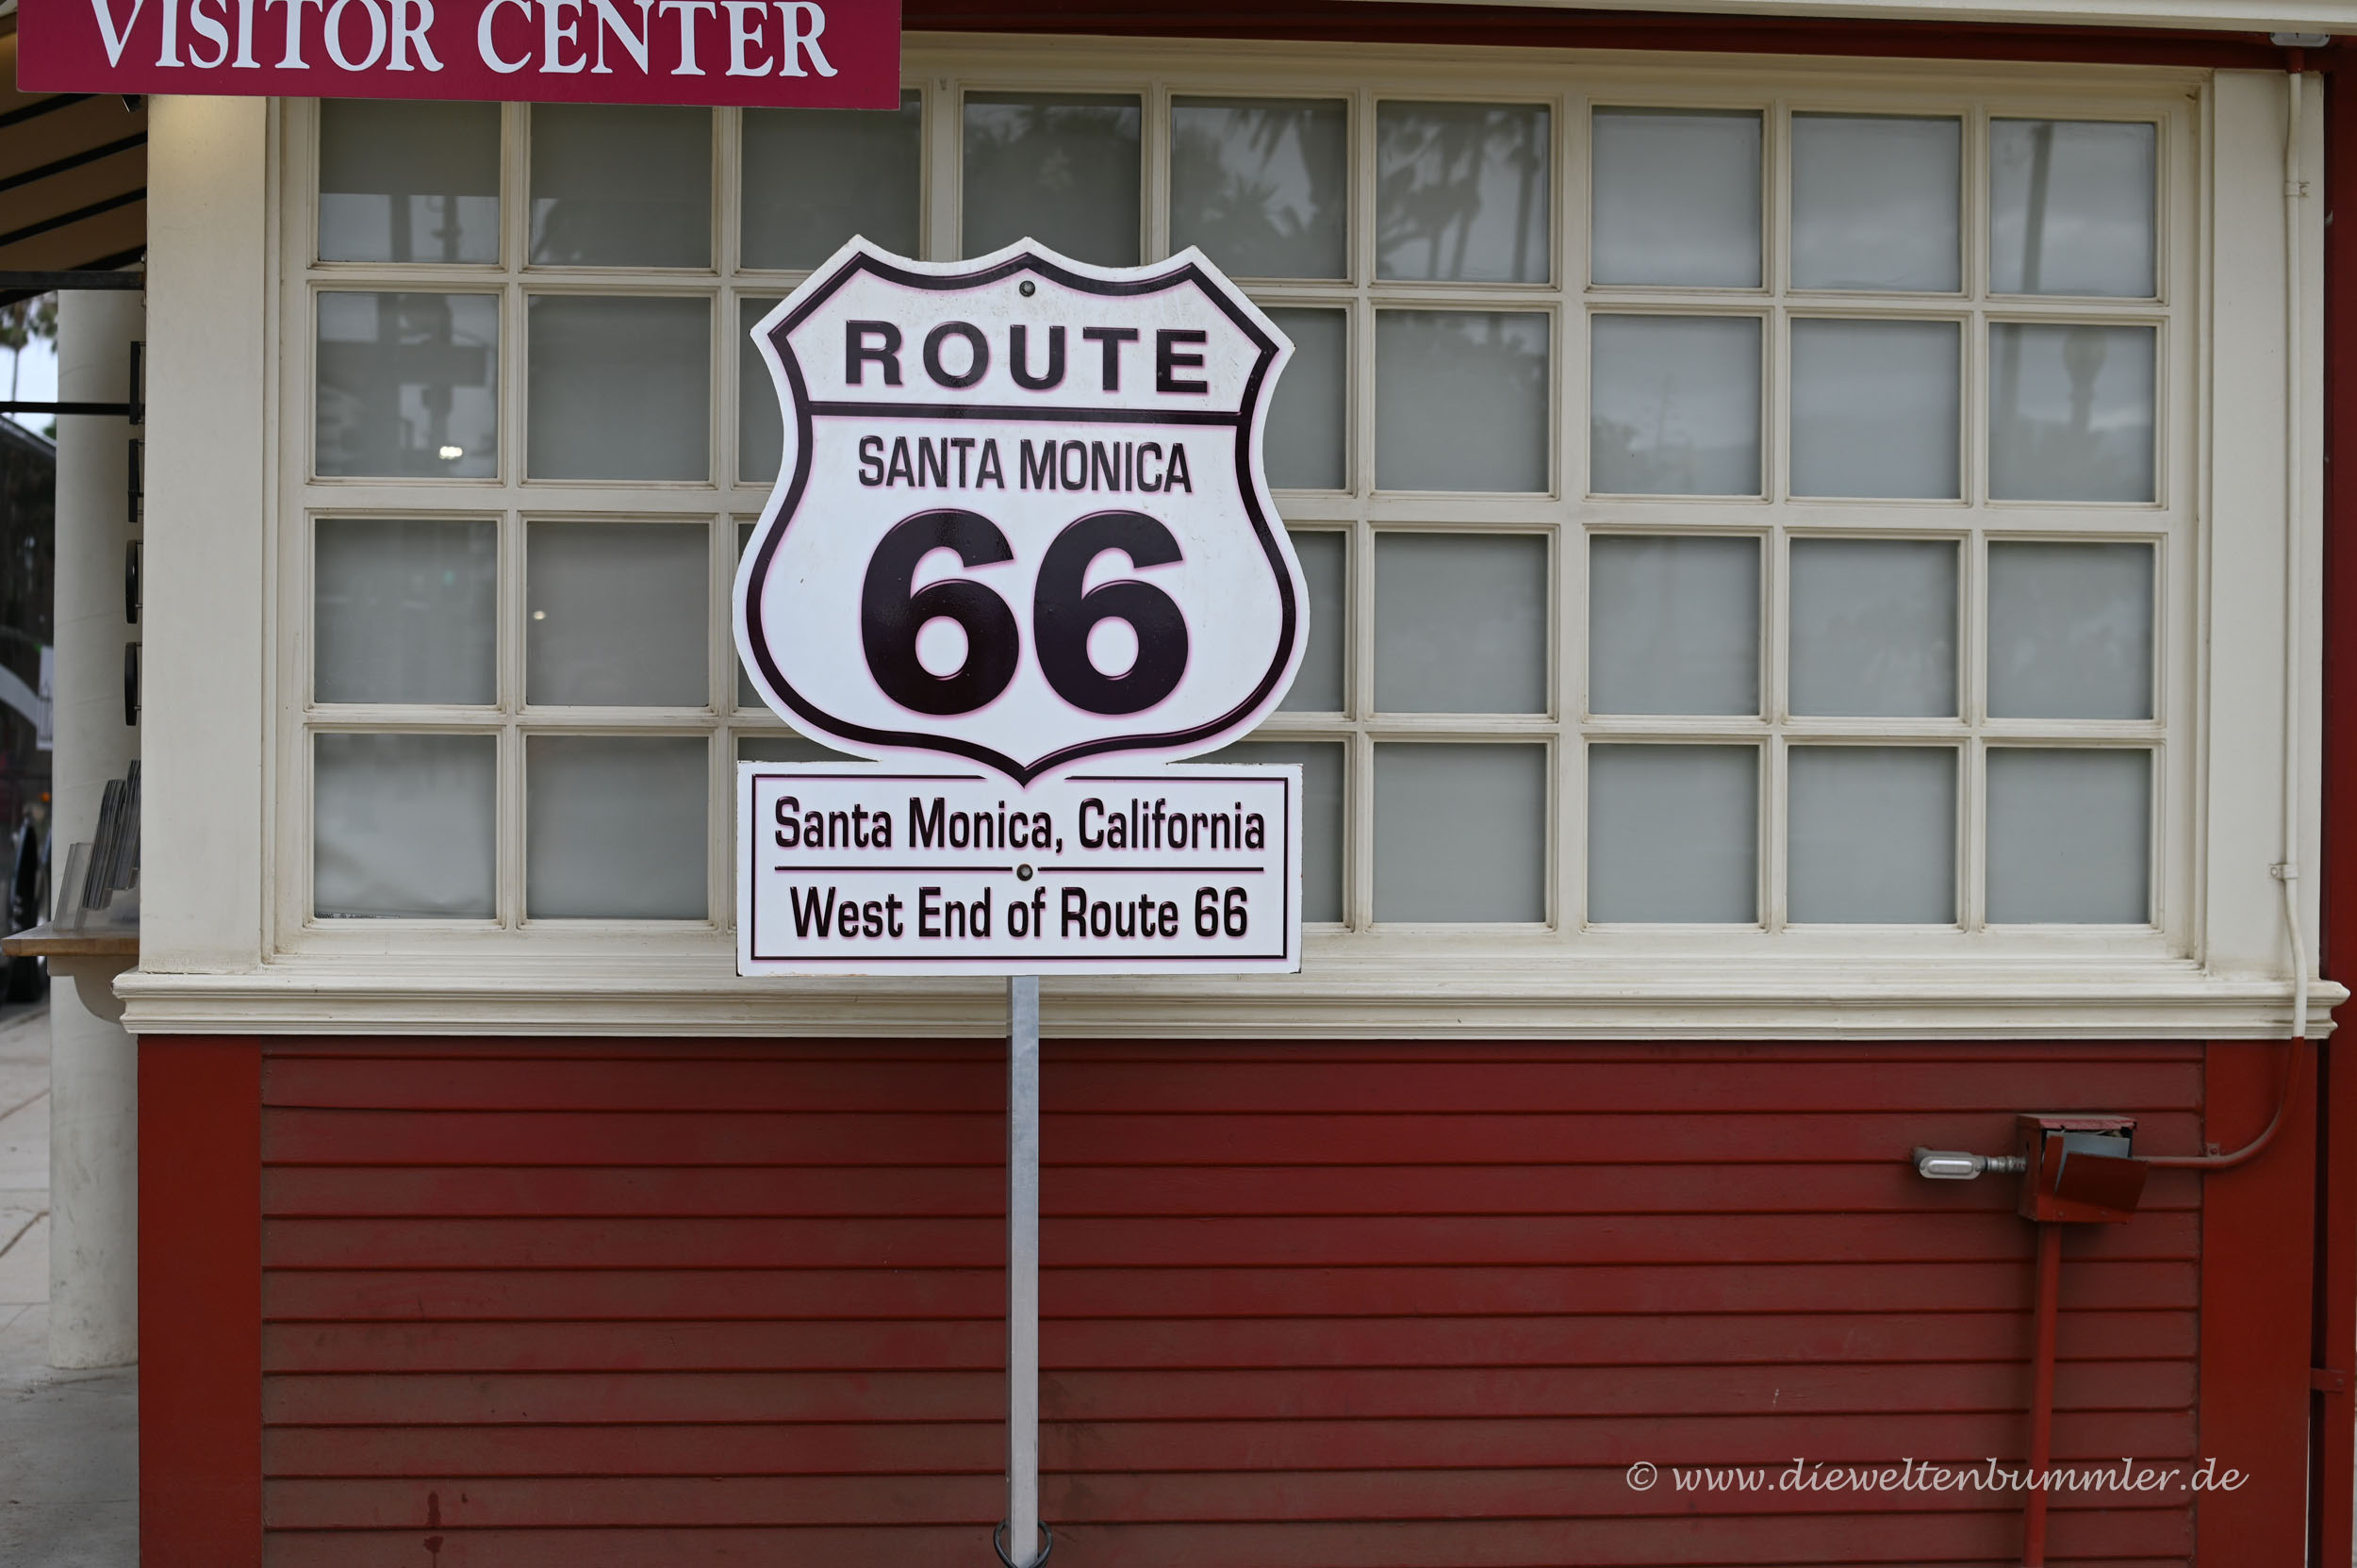 VISITOR CENTER
ROUTE
SANTA MONICA
66
Santa Monica, California
West End of Route 66
© www.dieweltenbummler.de